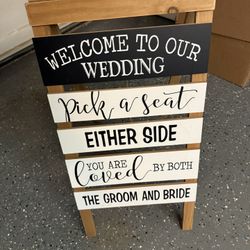 WELCOME TO OUR
WEDDING
Pick a seat
EITHER SIDE
YOU ARE loved BY BOTH
THE GROOM AND BRIDE